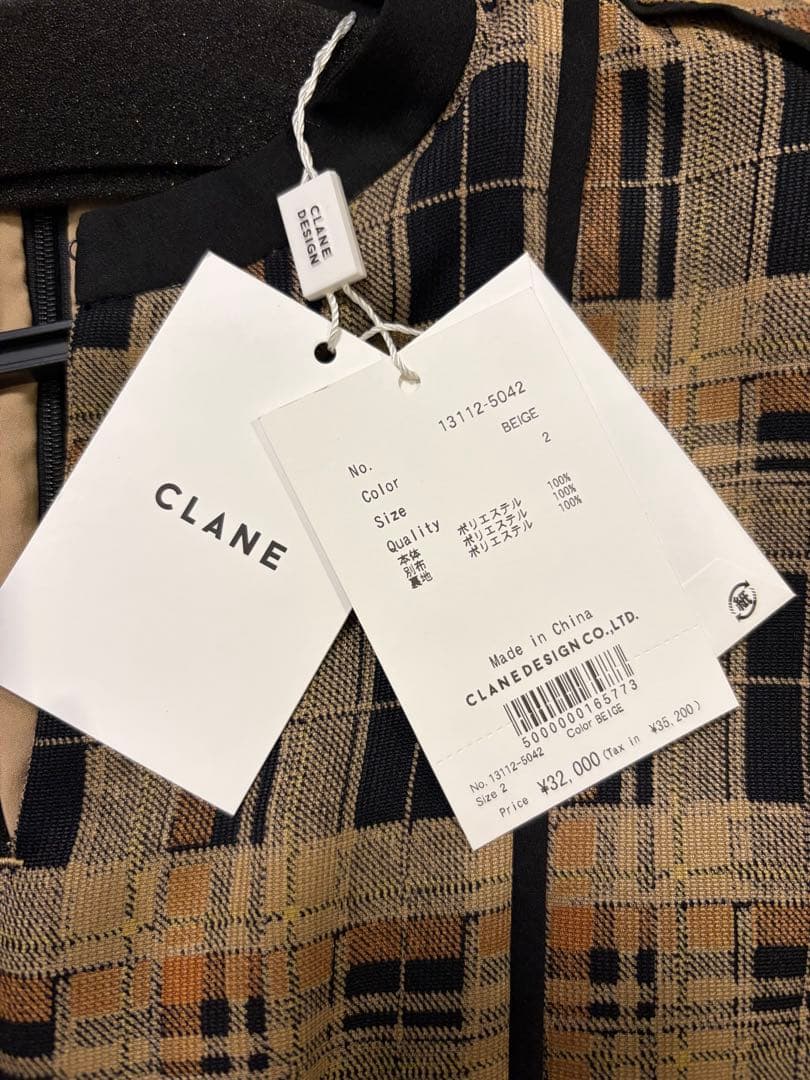 CLANE
DESIGN
CLANE
No. 13112-5042
Color BEIGE
Size 2
Quality
本体 ポリエステル 100%
別布 ポリエステル 100%
裏地 ポリエステル 100%
Made in China
CLANE DESIGN CO.,LTD.
5000000165773
No. 13112-5042 Color BEIGE
Size 2
Price ¥32,000 (Tax in ¥35,200)
紙